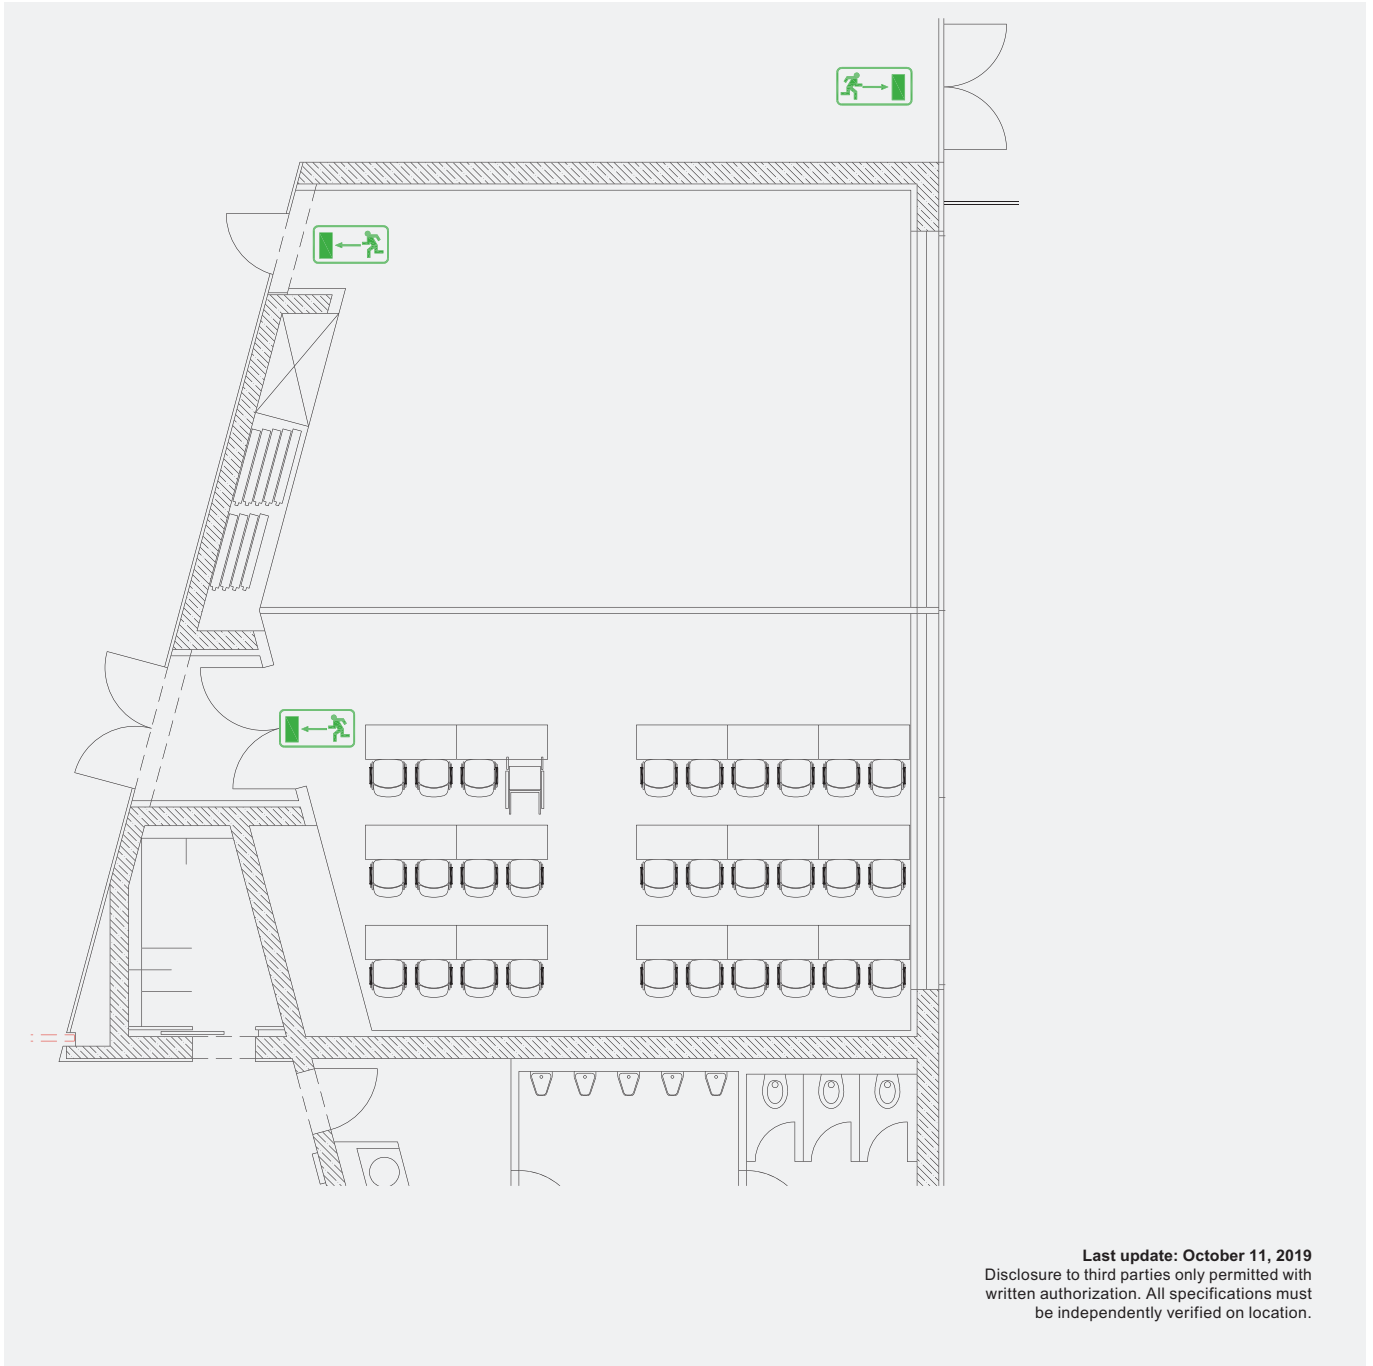 Last update: October 11, 2019
Disclosure to third parties only permitted with
written authorization. All specifications must
be independently verified on location.